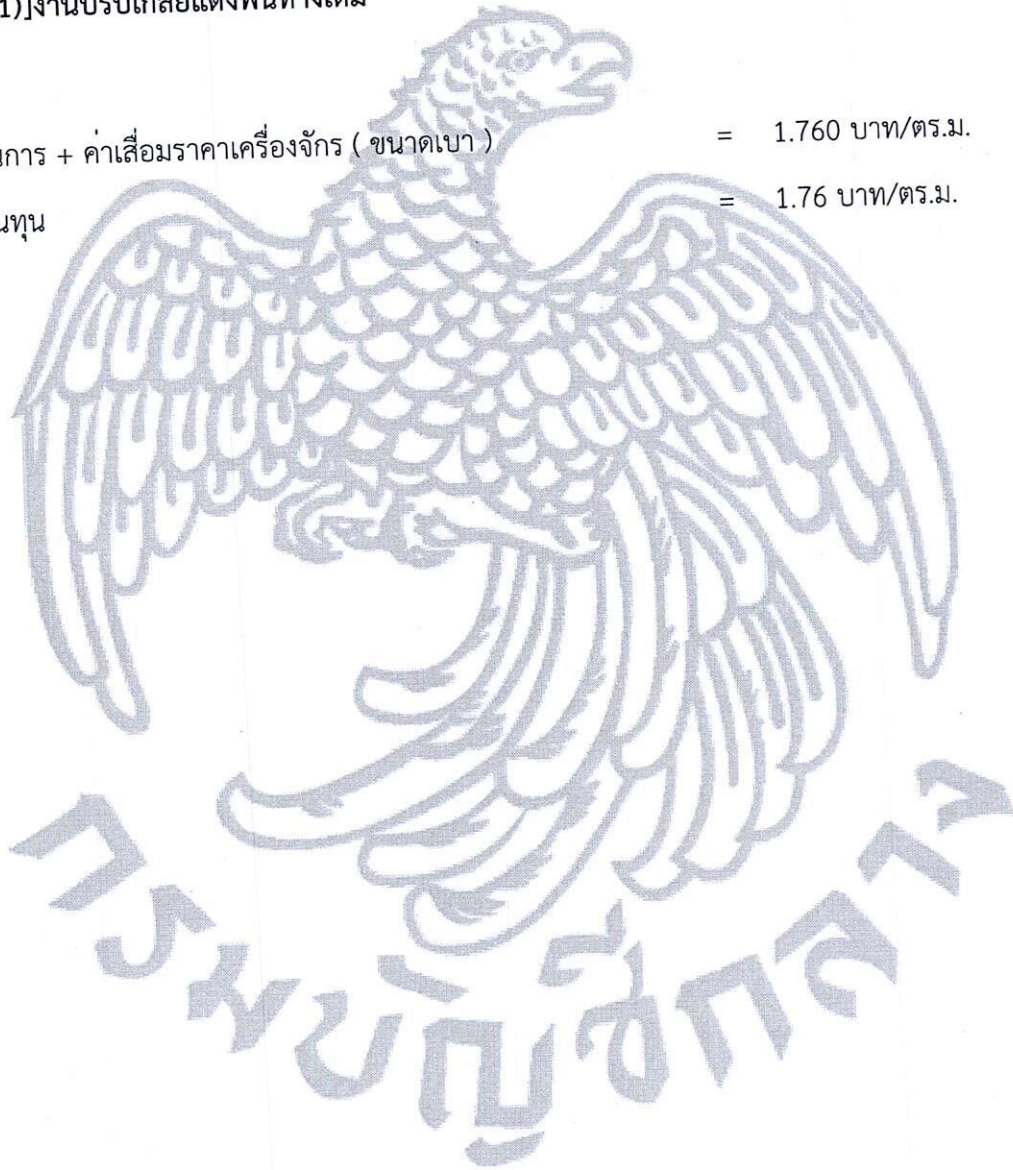 1)]งานปรับเกลี่ยแต่งพื้นทางเดิม
นการ + ค่าเสื่อมราคาเครื่องจักร ( ขนาดเบา ) = 1.760 บาท/ตร.ม.
นทุน = 1.76 บาท/ตร.ม.
กรมบัญชีกลาง